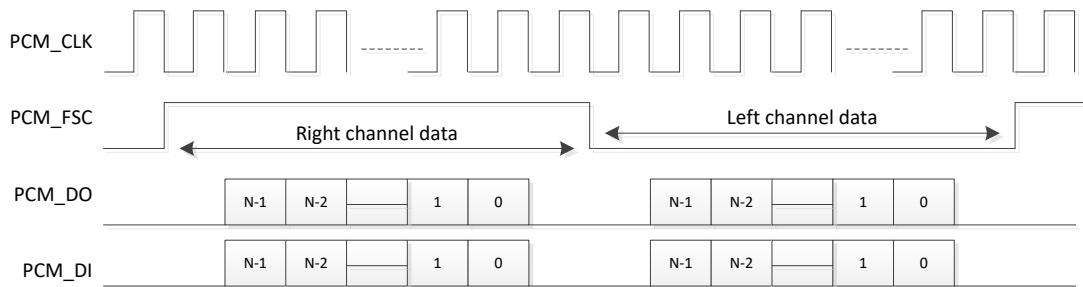 PCM_CLK
PCM_FSC
Right channel data
Left channel data
PCM_DO
N-1 N-2 1 0 N-1 N-2 1 0
PCM_DI
N-1 N-2 1 0 N-1 N-2 1 0